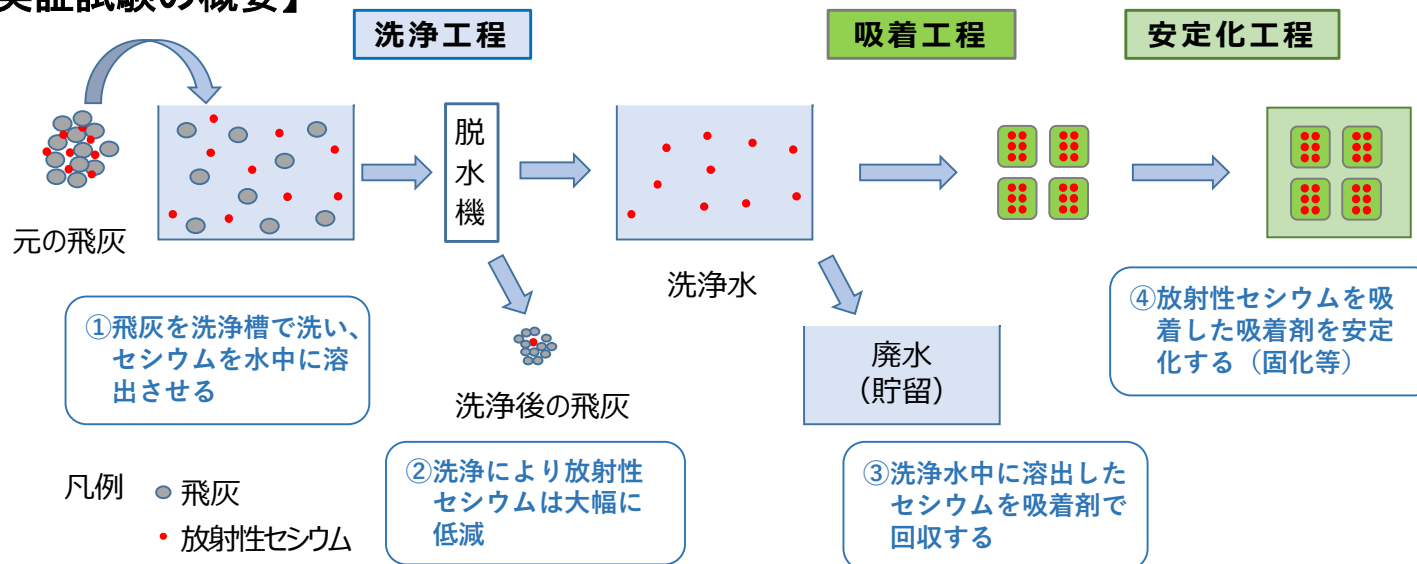 実証試験の概要】
洗浄工程
吸着工程
安定化工程
元の飛灰
脱
水
機
洗浄水
①飛灰を洗浄槽で洗い、
セシウムを水中に溶
出させる
洗浄後の飛灰
②洗浄により放射性
セシウムは大幅に
低減
廃水
(貯留)
③洗浄水中に溶出した
セシウムを吸着剤で
回収する
④放射性セシウムを吸
着した吸着剤を安定
化する（固化等）
凡例
飛灰
放射性セシウム